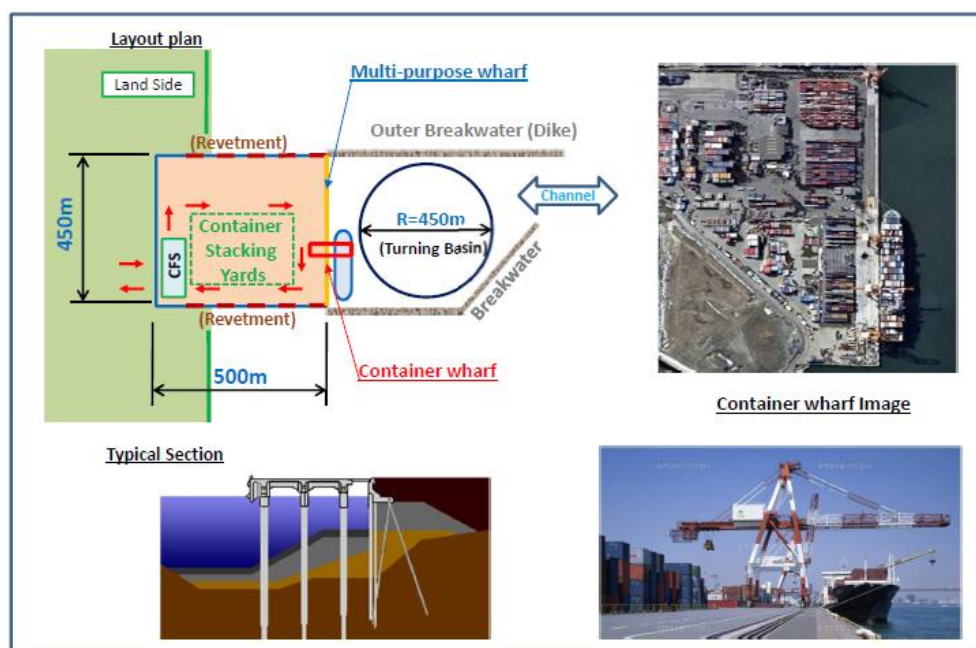 Layout plan
Land Side
Multi-purpose wharf
(Revetment)
Outer Breakwater (Dike)
450m
Container
Stacking
Yards
CFS
R=450m
(Turning Basin)
Channel
Breakwater
(Revetment)
500m
Container wharf
Container wharf Image
Typical Section